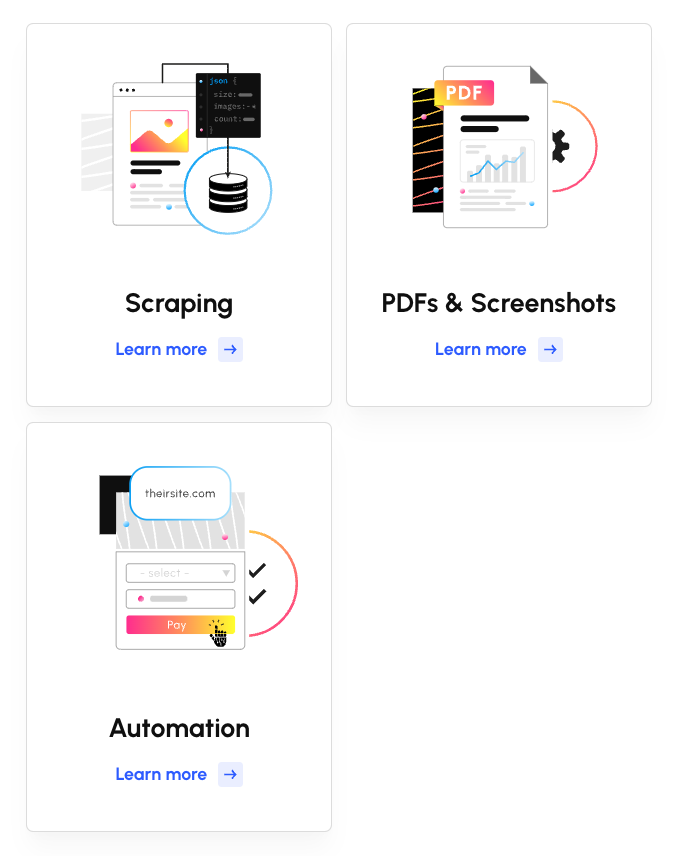 json {
size:
images:-<
count:
}
Scraping
Learn more →
PDF
PDFs & Screenshots
Learn more →
theirsite.com
- select -
Pay
Automation
Learn more →